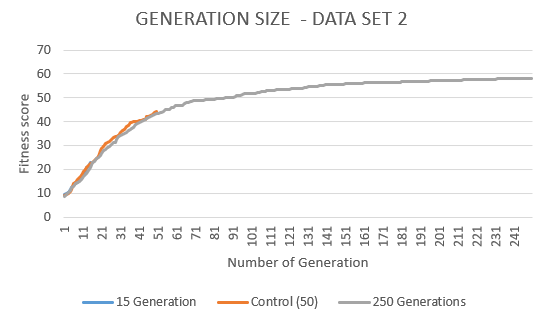 GENERATION SIZE - DATA SET 2
70
60
50
40
30
20
10
0
Fitness score
1 11 21 31 41 51 61 71 81 91 101 111 121 131 141 151 161 171 181 191 201 211 221 231 241
Number of Generation
15 Generation Control (50) 250 Generations